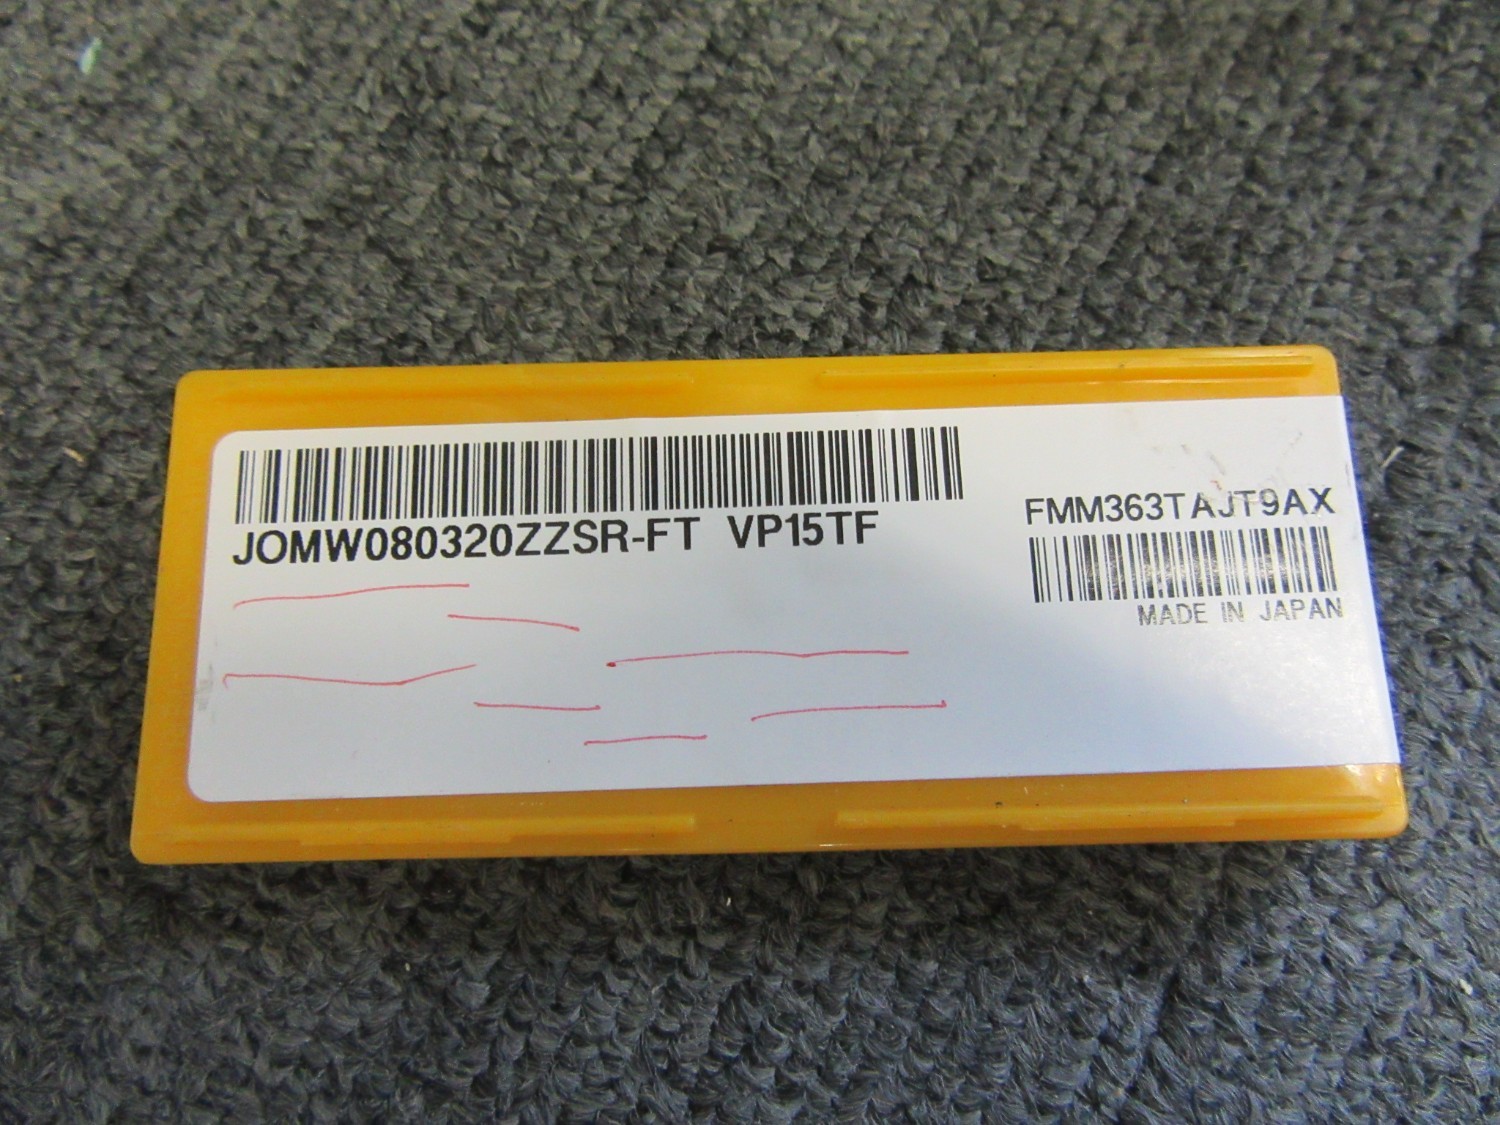 JOMW080320ZZSR-FT VP15TF
FMM363TAJT9AX
MADE IN JAPAN